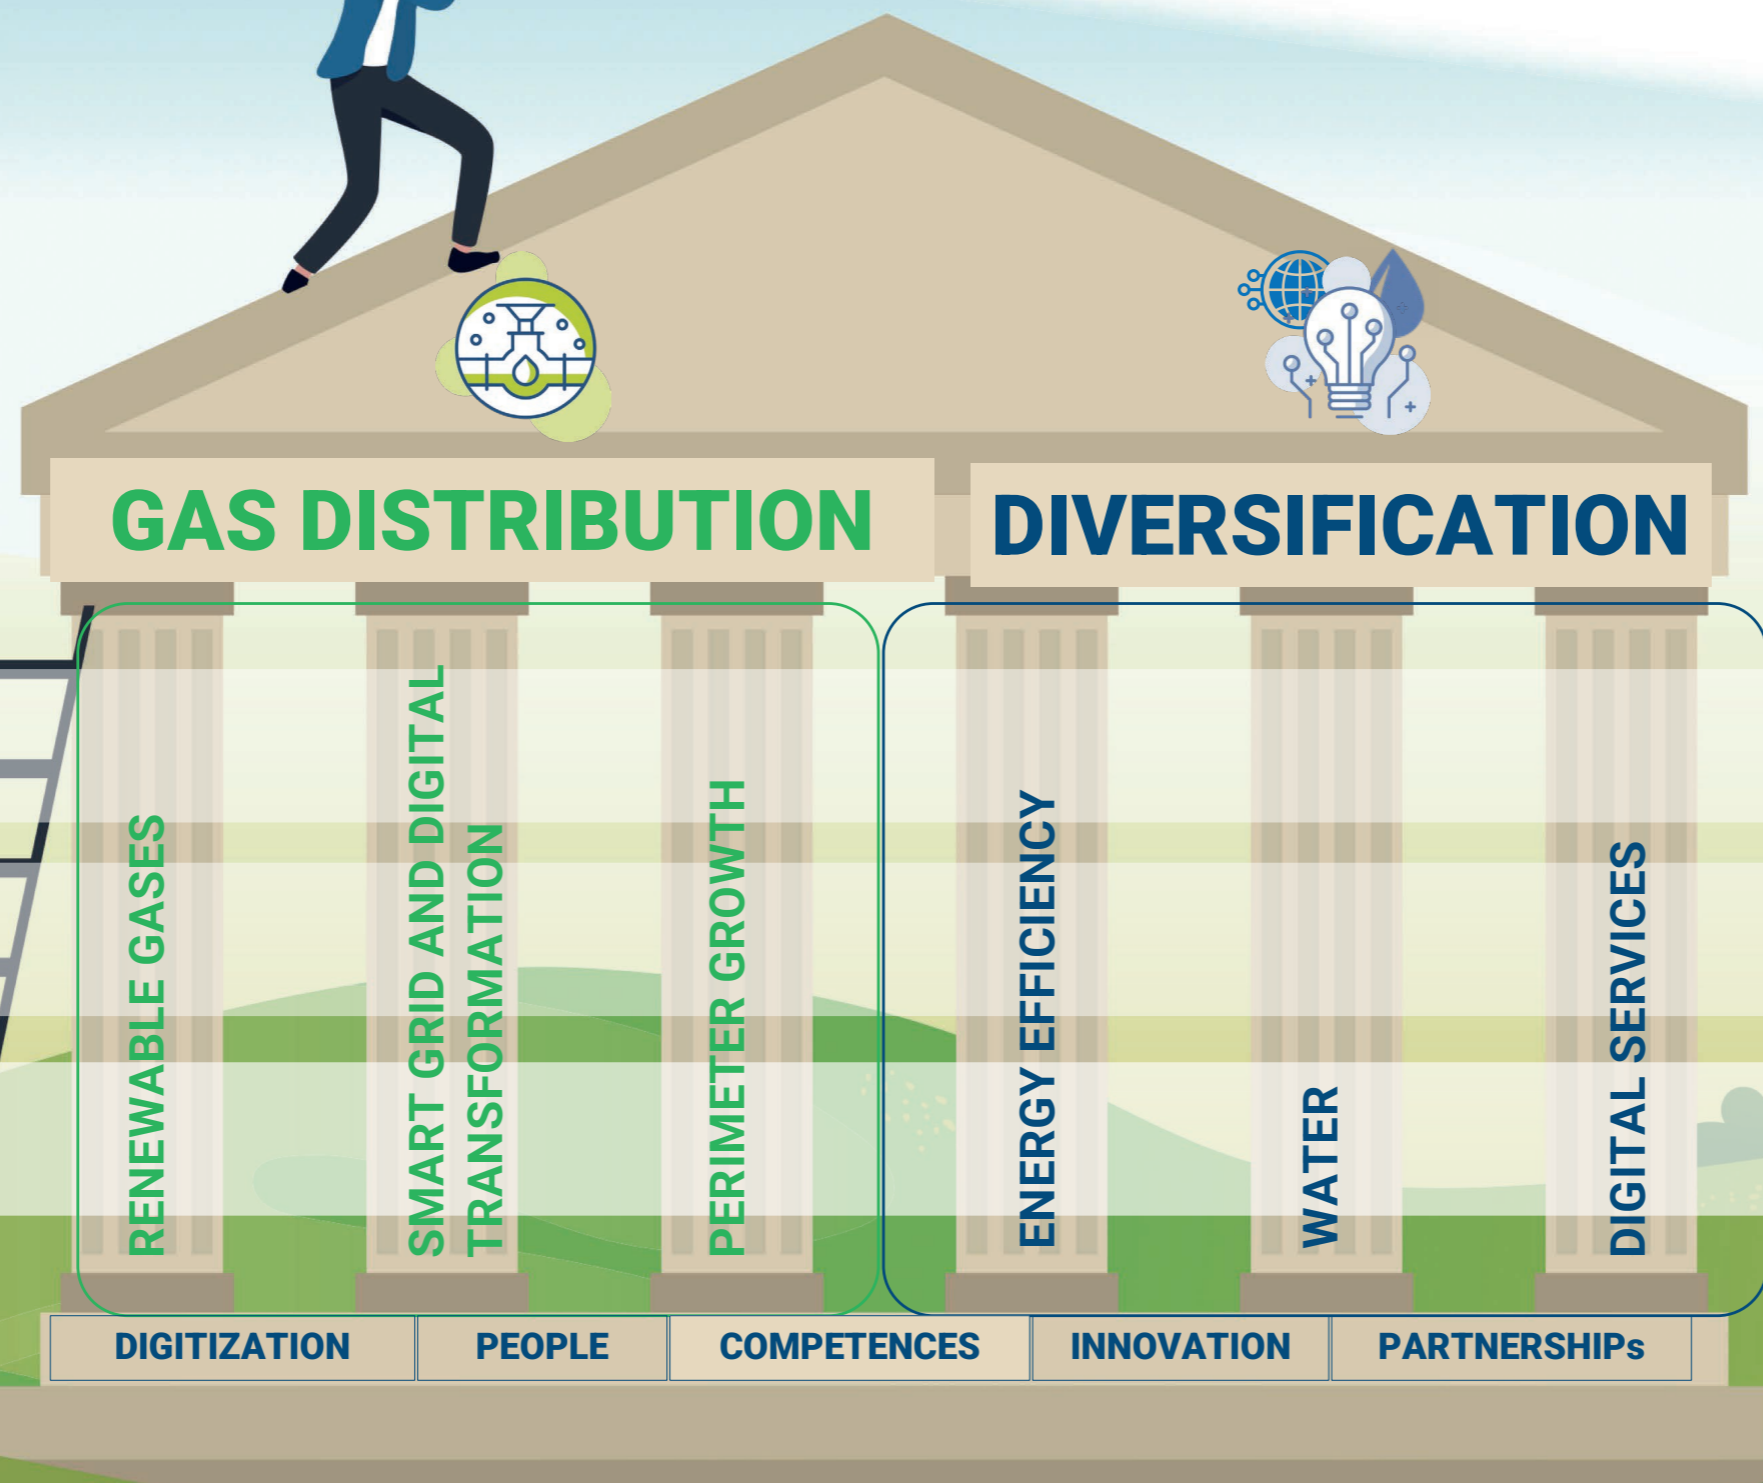 GAS DISTRIBUTION
DIVERSIFICATION
RENEWABLE GASES
SMART GRID AND DIGITAL
TRANSFORMATION
PERIMETER GROWTH
ENERGY EFFICIENCY
WATER
DIGITAL SERVICES
DIGITIZATION
PEOPLE
COMPETENCES
INNOVATION
PARTNERSHIPs